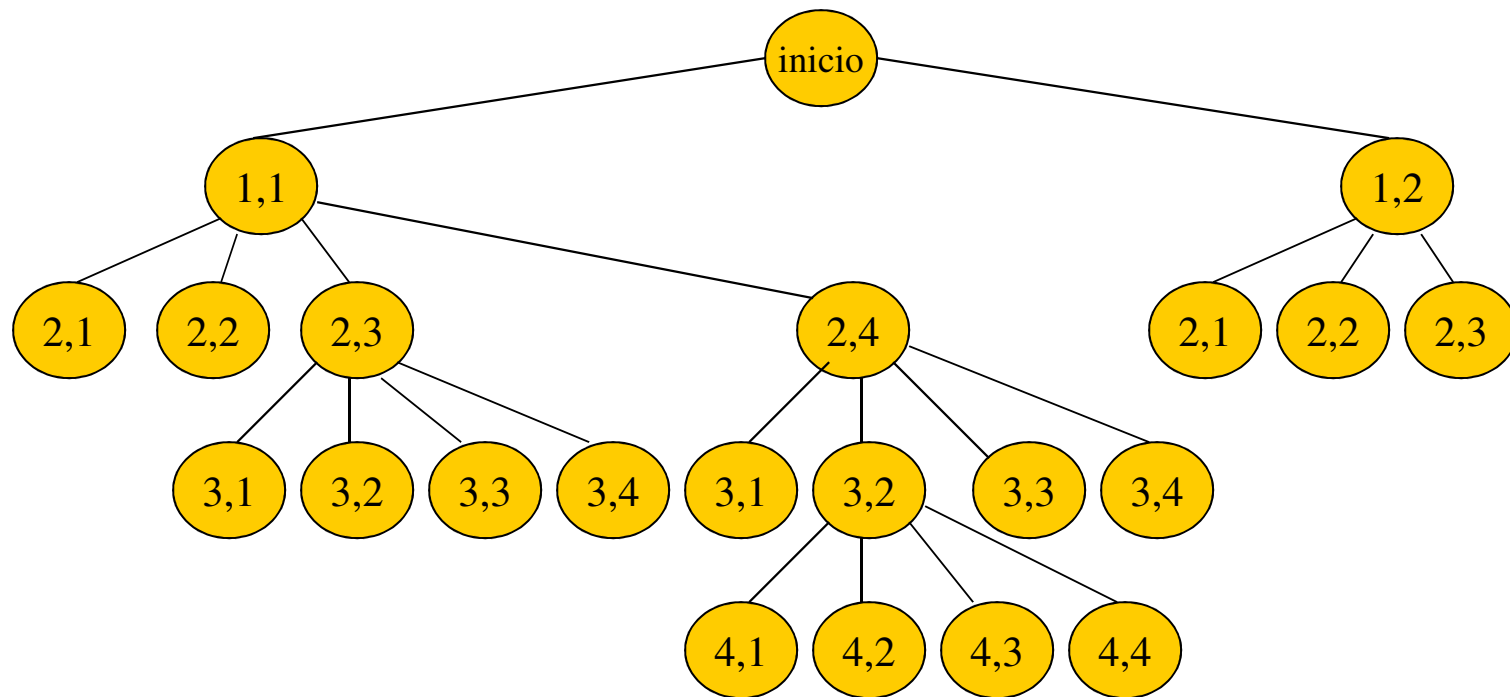 inicio
1,1 1,2
2,1 2,2 2,3 2,4 2,1 2,2 2,3
3,1 3,2 3,3 3,4 3,1 3,2 3,3 3,4
4,1 4,2 4,3 4,4